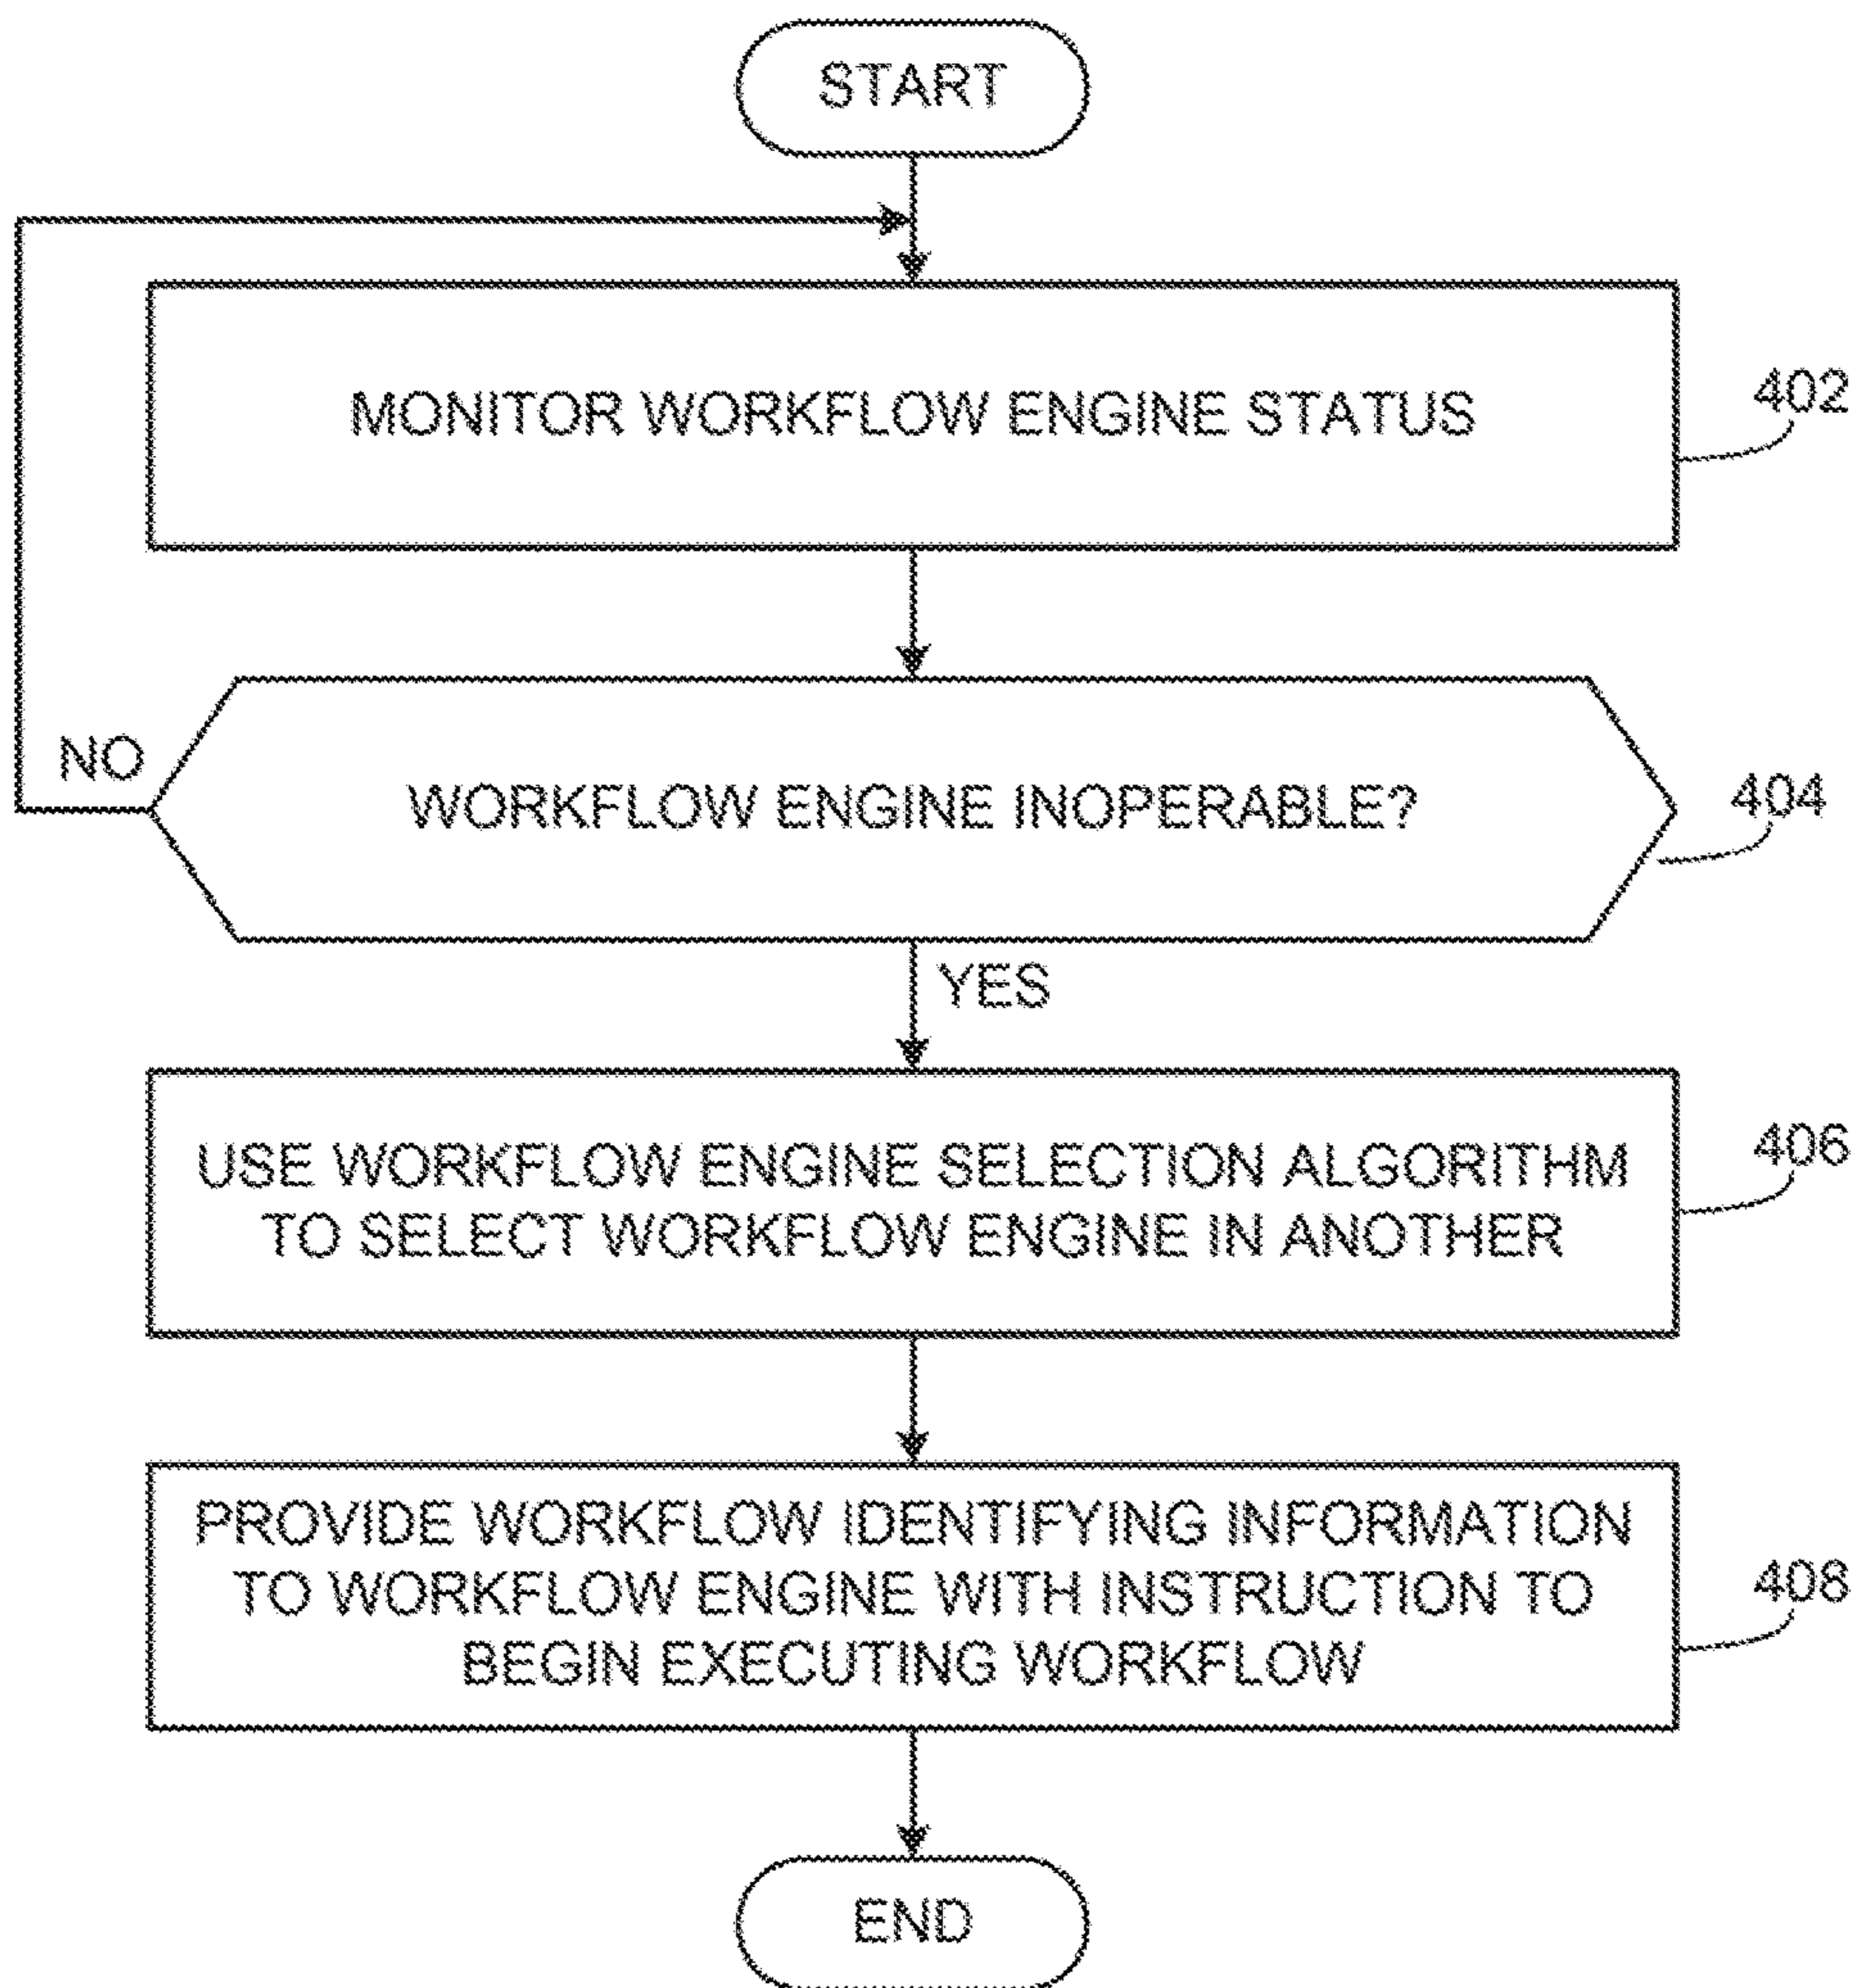 START
MONITOR WORKFLOW ENGINE STATUS
402
WORKFLOW ENGINE INOPERABLE?
404
NO
YES
USE WORKFLOW ENGINE SELECTION ALGORITHM
TO SELECT WORKFLOW ENGINE IN ANOTHER
406
PROVIDE WORKFLOW IDENTIFYING INFORMATION
TO WORKFLOW ENGINE WITH INSTRUCTION TO
BEGIN EXECUTING WORKFLOW
408
END